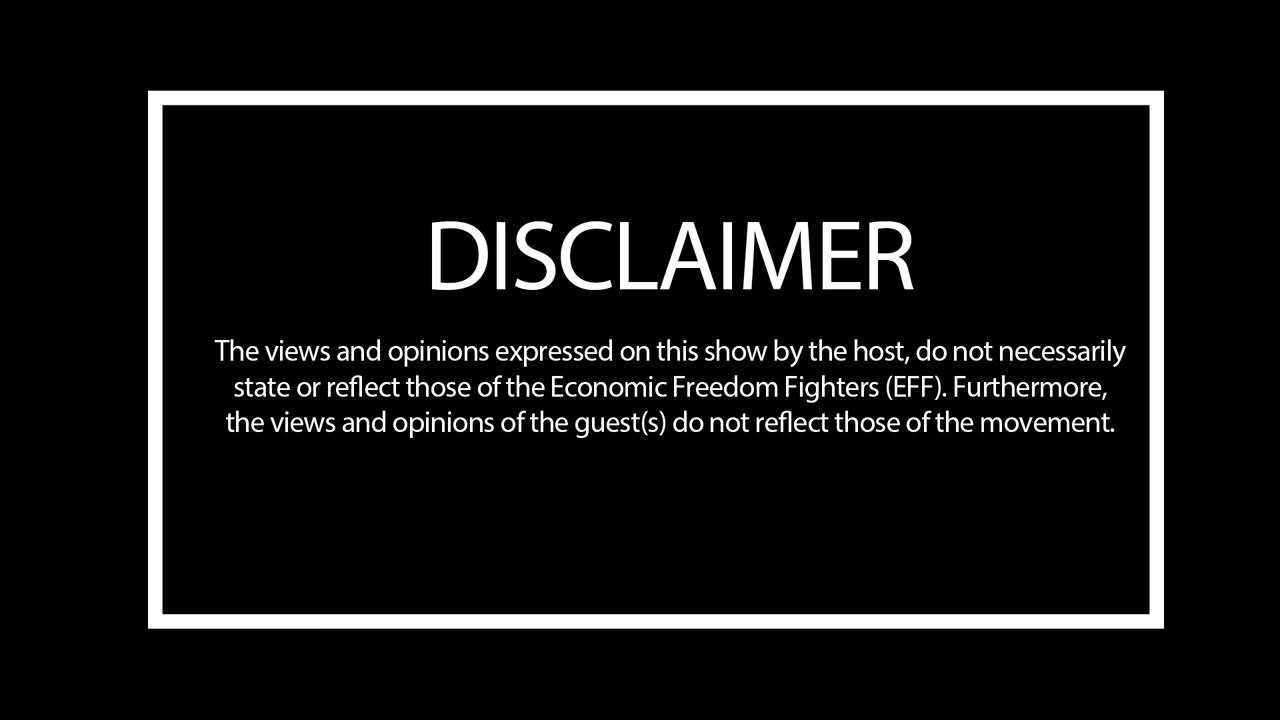 DISCLAIMER
The views and opinions expressed on this show by the host, do not necessarily
state or reflect those of the Economic Freedom Fighters (EFF). Furthermore,
the views and opinions of the guest(s) do not reflect those of the movement.